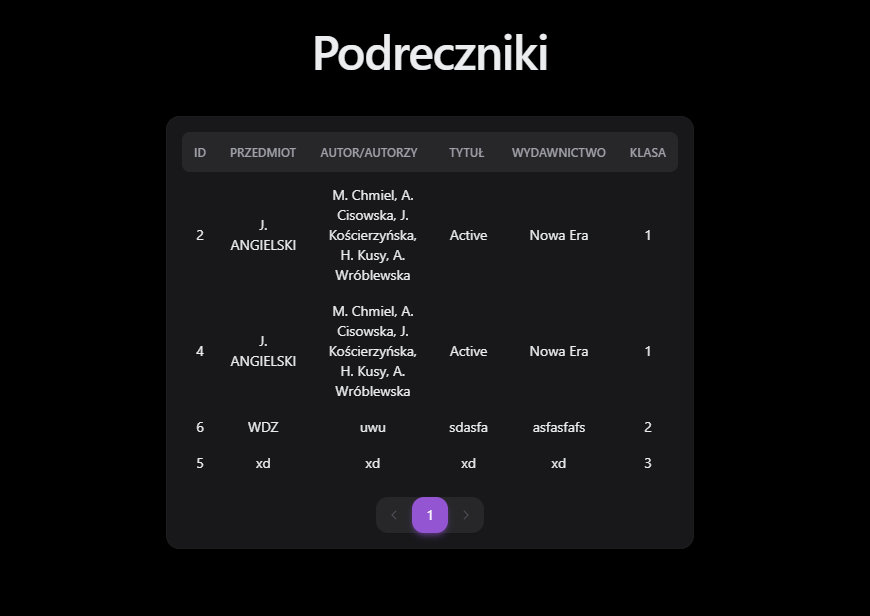 Podreczniki
ID PRZEDMIOT AUTOR/AUTORZY TYTUŁ WYDAWNICTWO KLASA
M. Chmiel, A.
Cisowska, J.
J.
2 Kościerzyńska, Active Nowa Era 1
ANGIELSKI
H. Kusy, A.
Wróblewska
M. Chmiel, A.
Cisowska, J.
J.
4 Kościerzyńska, Active Nowa Era 1
ANGIELSKI
H. Kusy, A.
Wróblewska
6 WDZ uwu sdasfa asfasfafs 2
5 xd xd xd xd 3
1